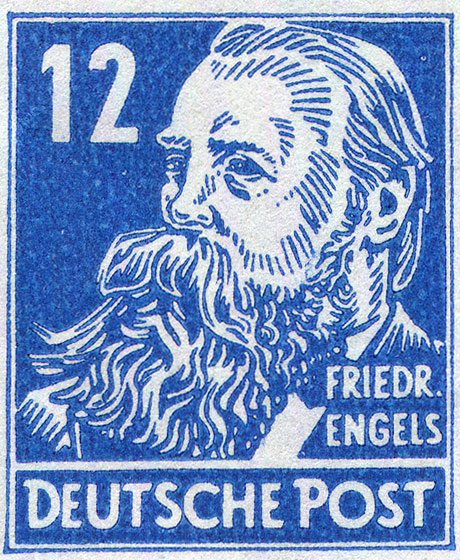 12
FRIEDR.
ENGELS
DEUTSCHE POST